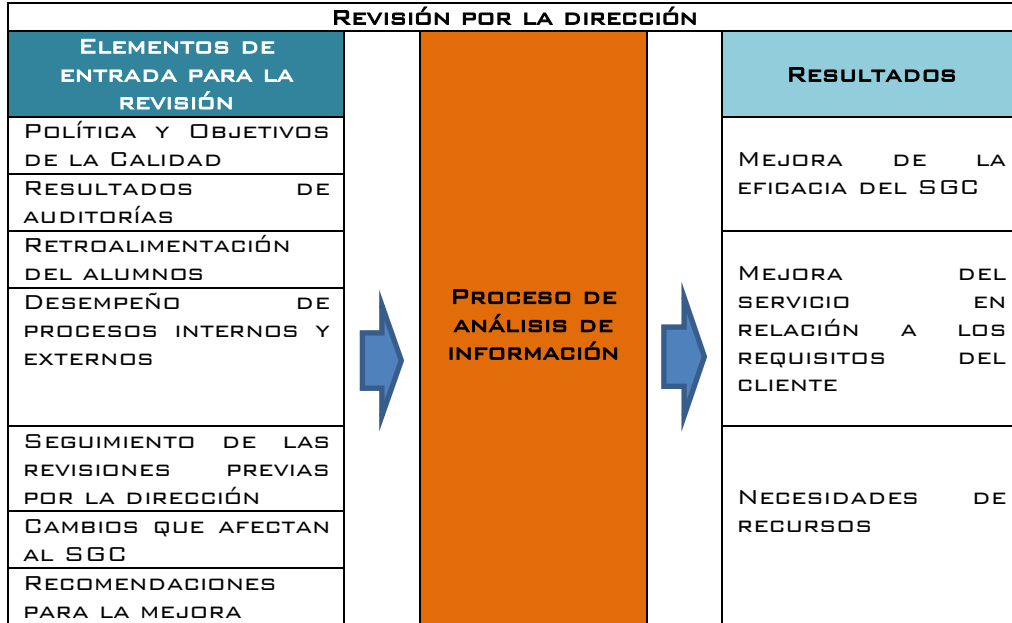 Revisión por la dirección
Elementos de
entrada para la
revisión
Política y Objetivos
de la Calidad
Resultados de
auditorías
Retroalimentación
del alumnos
Desempeño de
procesos internos y
externos
Seguimiento de las
revisiones previas
por la dirección
Cambios que afectan
al SGC
Recomendaciones
para la mejora
Proceso de
análisis de
información
Resultados
Mejora de la
eficacia del SGC
Mejora del
servicio en
relación a los
requisitos del
cliente
Necesidades de
recursos